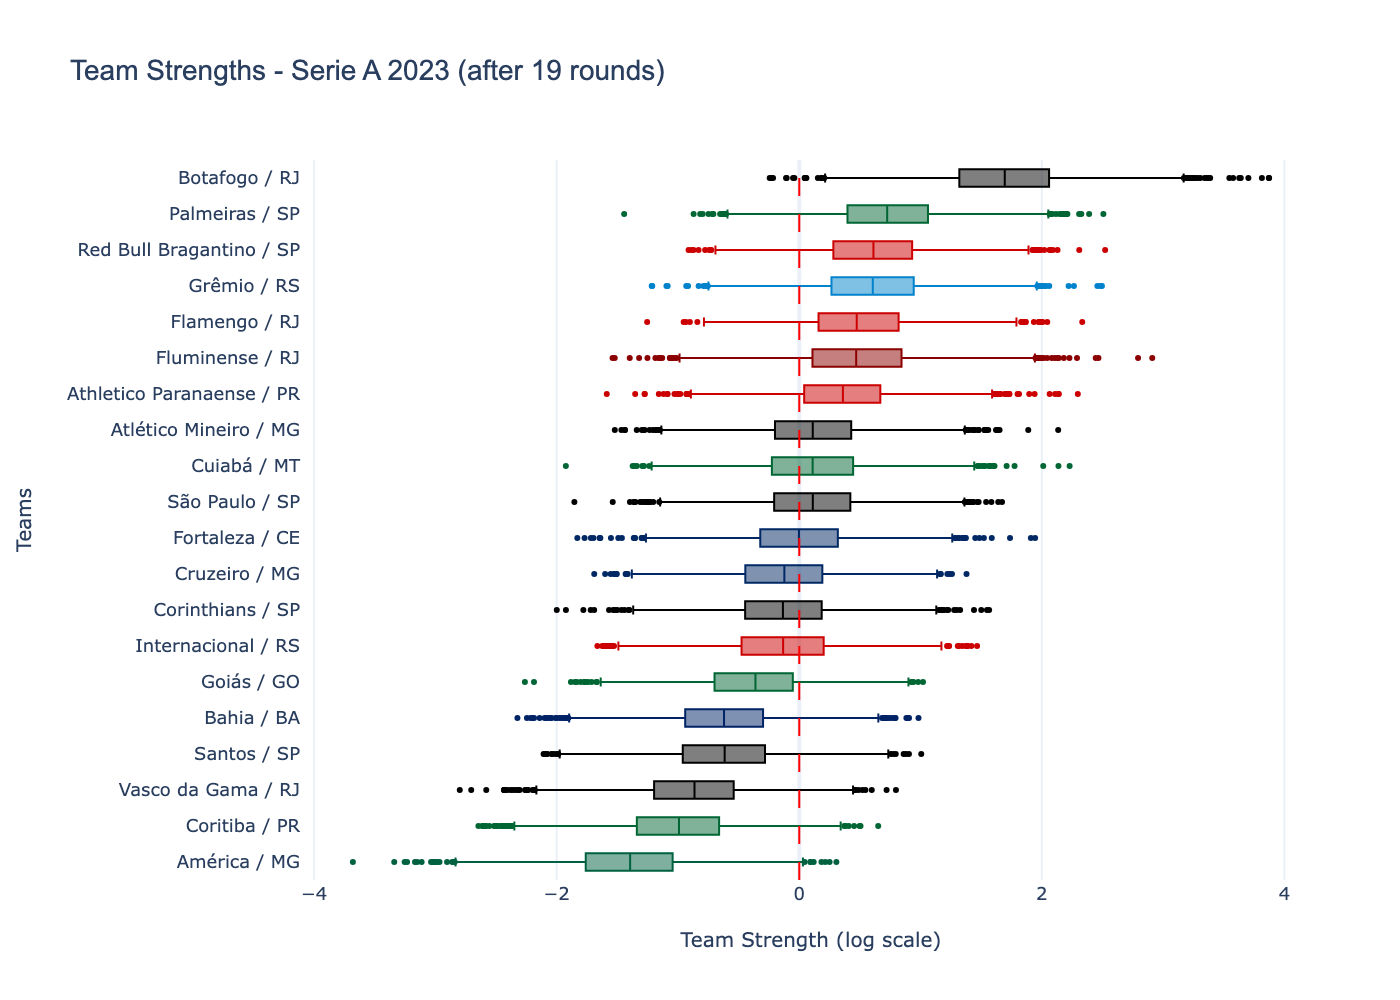 Team Strengths - Serie A 2023 (after 19 rounds)
Botafogo / RJ
Palmeiras / SP
Red Bull Bragantino / SP
Grêmio / RS
Flamengo / RJ
Fluminense / RJ
Athletico Paranaense / PR
Atlético Mineiro / MG
Cuiabá / MT
São Paulo / SP
Fortaleza / CE
Cruzeiro / MG
Corinthians / SP
Internacional / RS
Goiás / GO
Bahia / BA
Santos / SP
Vasco da Gama / RJ
Coritiba / PR
América / MG
Teams
−4 −2 0 2 4
Team Strength (log scale)